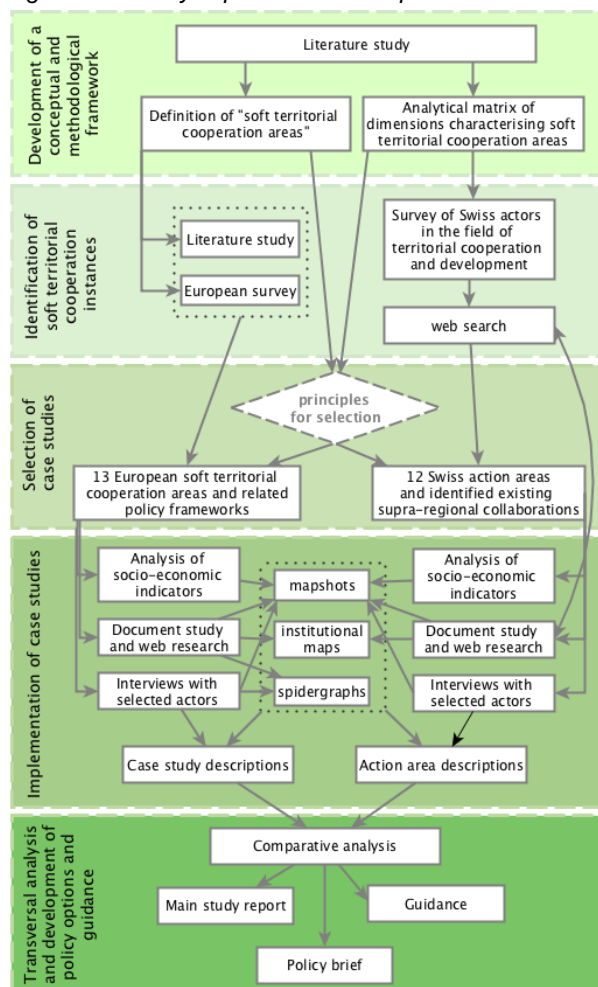 Development of a
conceptual and
methodological
framework
Literature study
Definition of "soft territorial
cooperation areas"
Analytical matrix of
dimensions characterising soft
territorial cooperation areas
Identification of
soft territorial
cooperation
instances
Literature study
European survey
Survey of Swiss actors
in the field of
territorial cooperation
and development
web search
Selection of
case studies
principles
for selection
13 European soft territorial
cooperation areas and related
policy frameworks
12 Swiss action areas
and identified existing
supra-regional collaborations
Implementation of case studies
Analysis of
socio-economic
indicators
mapshots
Analysis of
socio-economic
indicators
Document study
and web research
institutional
maps
Document study
and web research
Interviews with
selected actors
spidergraphs
Interviews with
selected actors
Case study descriptions
Action area descriptions
Transversal analysis
and development of
policy options and
guidance
Comparative analysis
Main study report
Guidance
Policy brief